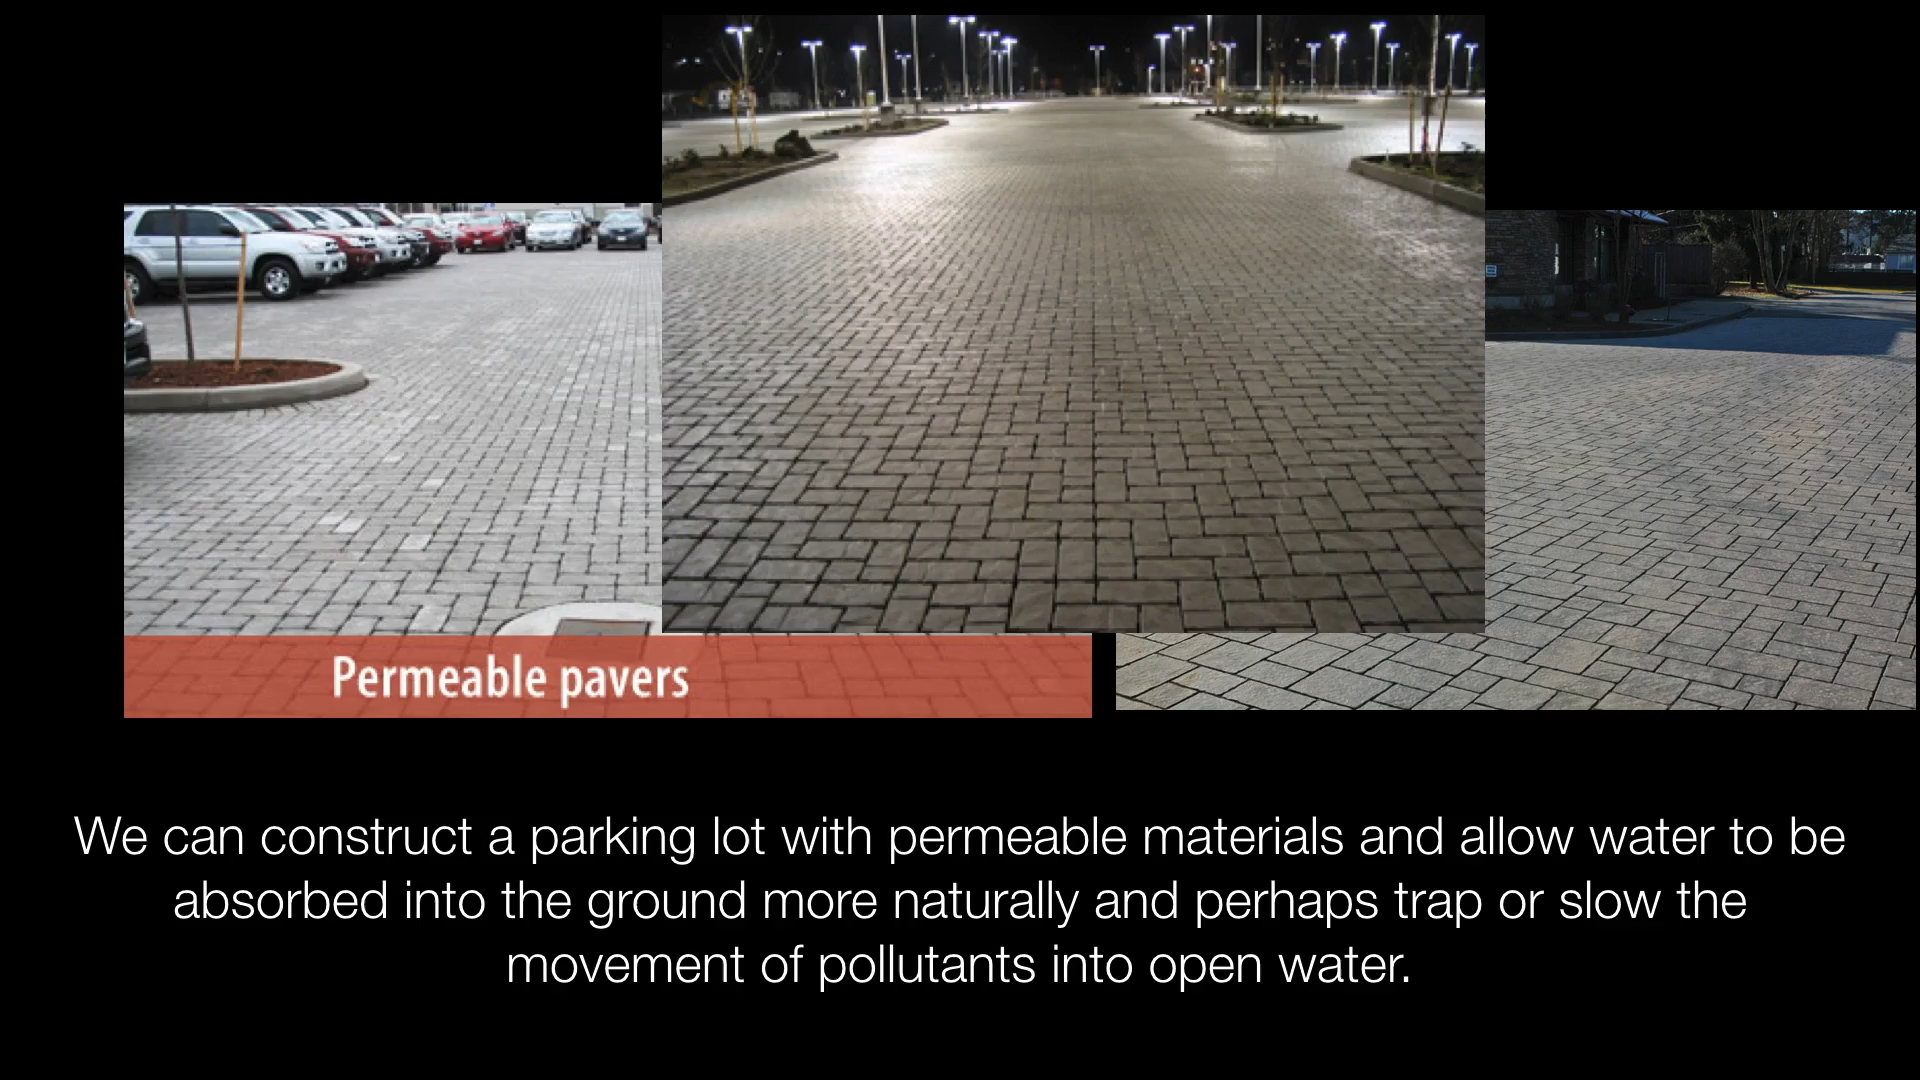 Permeable pavers
We can construct a parking lot with permeable materials and allow water to be
absorbed into the ground more naturally and perhaps trap or slow the
movement of pollutants into open water.